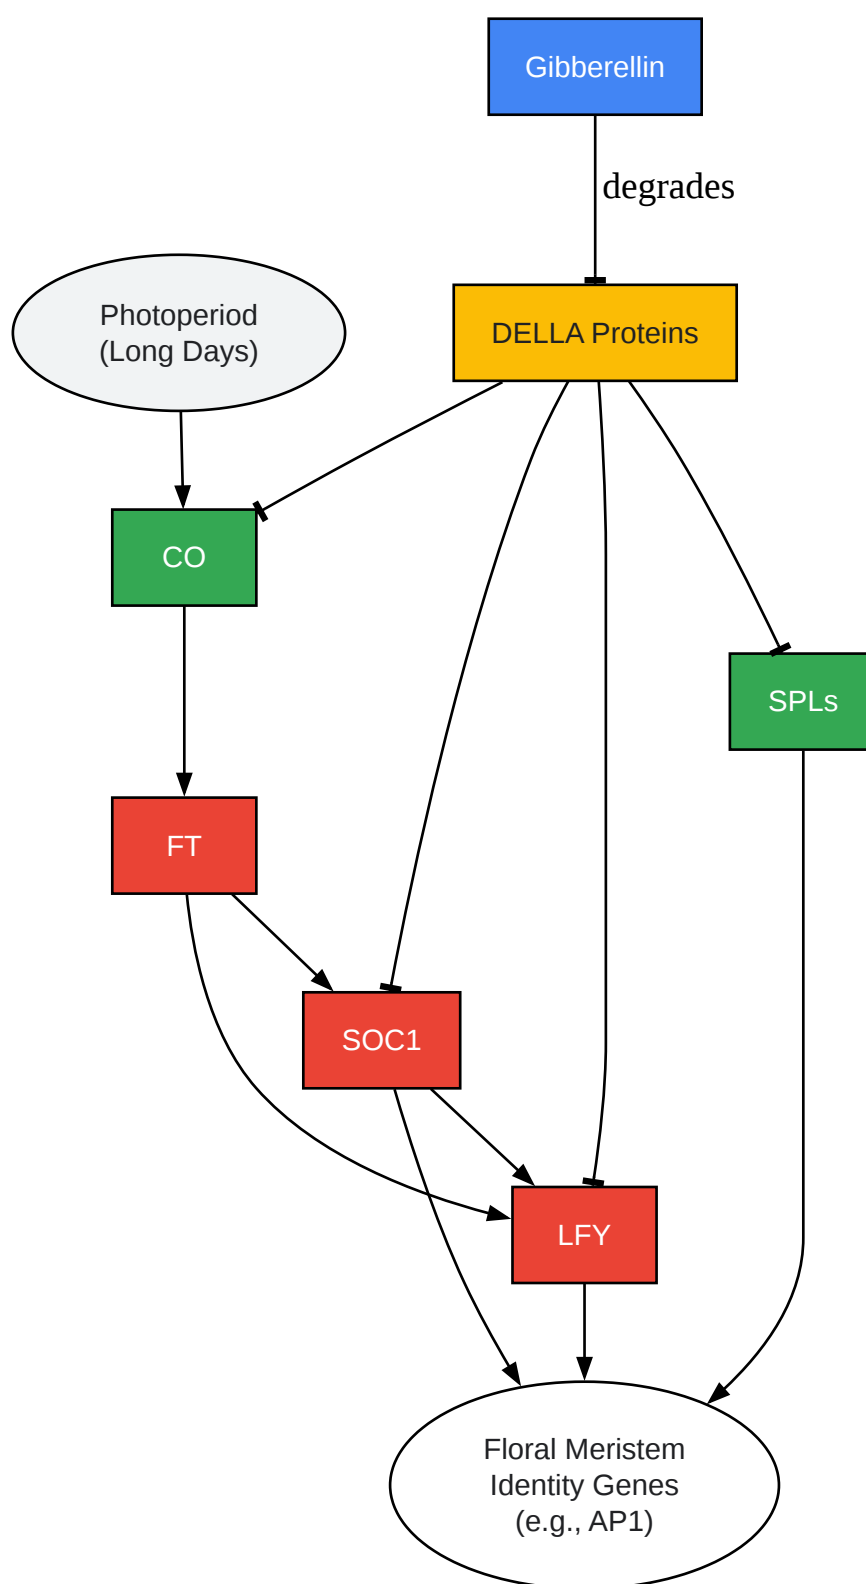 Gibberellin
degrades
Photoperiod
(Long Days)
DELLA Proteins
CO
SPLs
FT
SOC1
LFY
Floral Meristem
Identity Genes
(e.g., AP1)